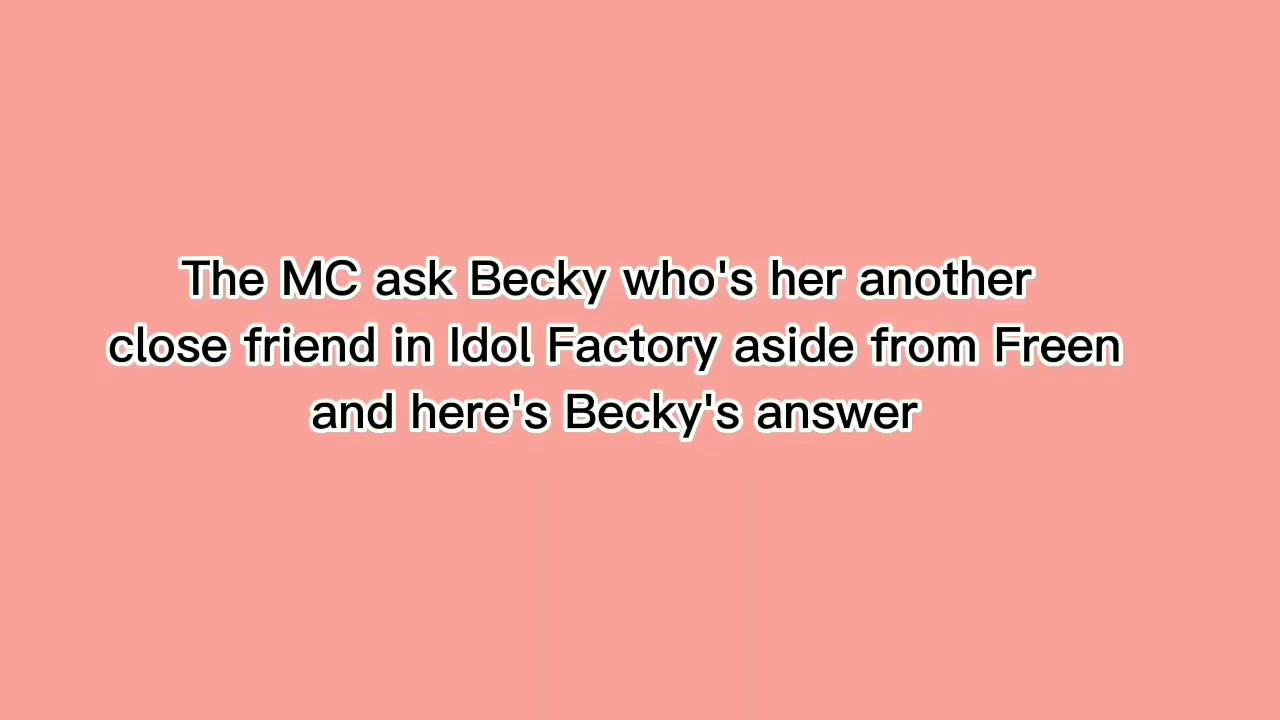 The MC ask Becky who's her another
close friend in Idol Factory aside from Freen
and here's Becky's answer